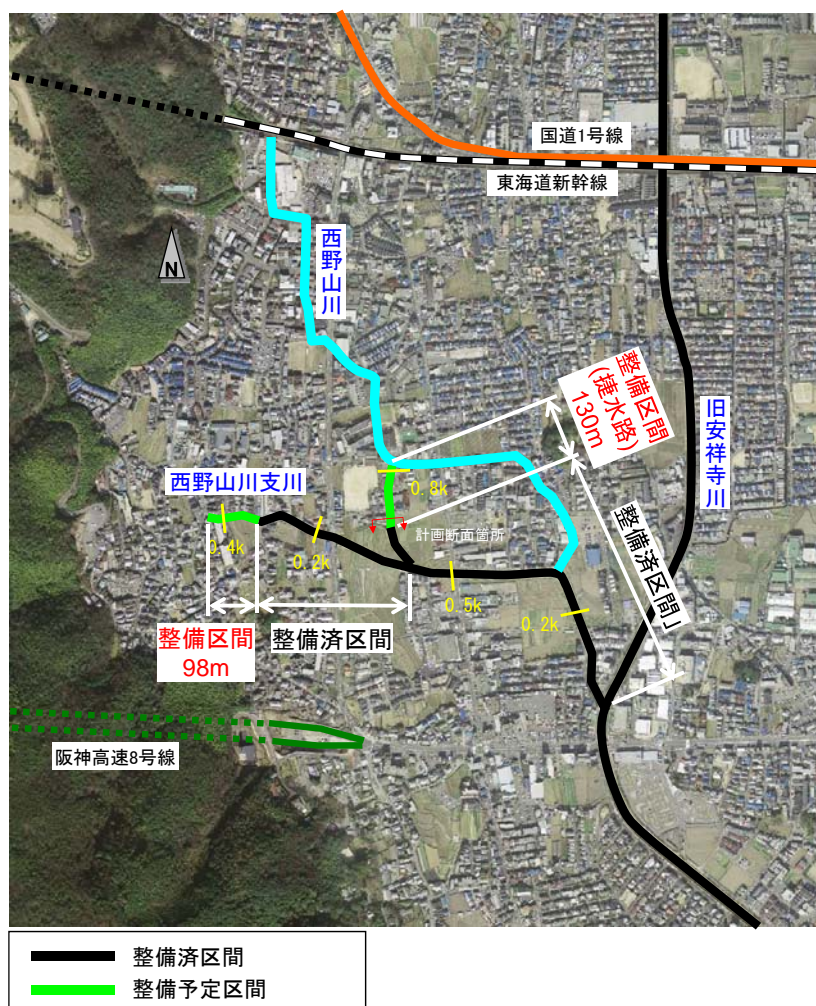 国道1号線
東海道新幹線
N
西野山川
整備区間
(捷水路)
130m
旧安祥寺川
西野山川支川
0.8k
計画断面箇所
0.4k
0.2k
整備済区間」
0.5k
0.2k
整備区間
98m
整備済区間
阪神高速8号線
整備済区間
整備予定区間